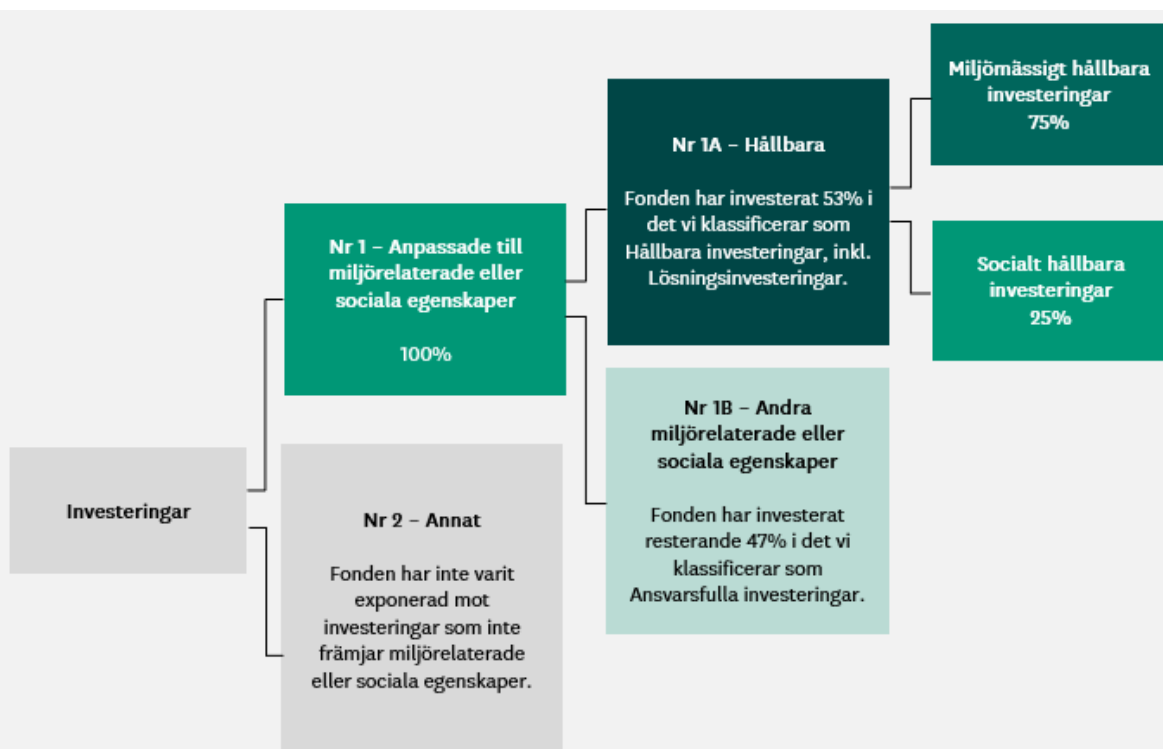 Investeringar
Nr 1 – Anpassade till
miljörelaterade eller
sociala egenskaper
100%
Nr 2 – Annat
Fonden har inte varit
exponerad mot
investeringar som inte
främjar miljörelaterade
eller sociala egenskaper.
Nr 1A – Hållbara
Fonden har investerat 53% i
det vi klassificerar som
Hållbara investeringar, inkl.
Lösningsinvesteringar.
Nr 1B – Andra
miljörelaterade eller
sociala egenskaper
Fonden har investerat
resterande 47% i det vi
klassificerar som
Ansvarsfulla investeringar.
Miljömässigt hållbara
investeringar
75%
Socialt hållbara
investeringar
25%